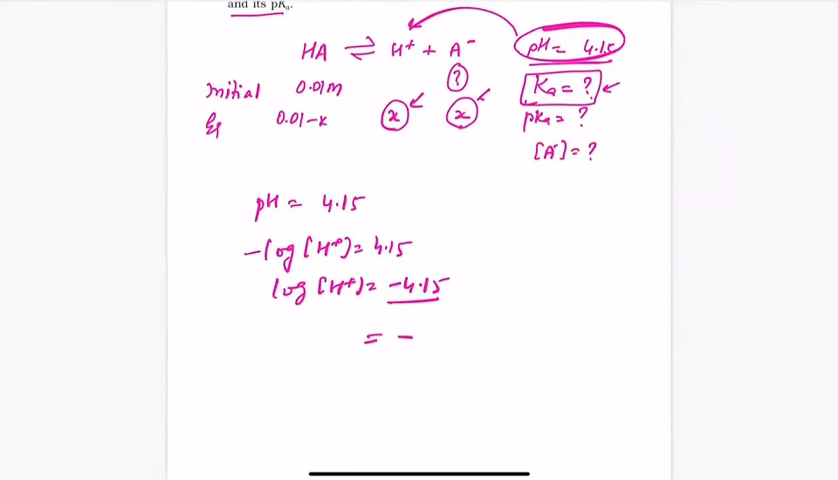 and its pKa.
HA ⇌ H⁺ + A⁻ pH = 4.15
?
Initial 0.01m Ka = ?
Eq 0.01-x x x pKa = ?
[A⁻] = ?
pH = 4.15
-log [H⁺] = 4.15
log [H⁺] = -4.15
= -